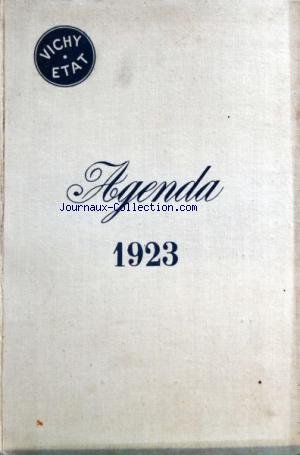 VICHY
ETAT
Agenda
Journaux-Collection.com
1923